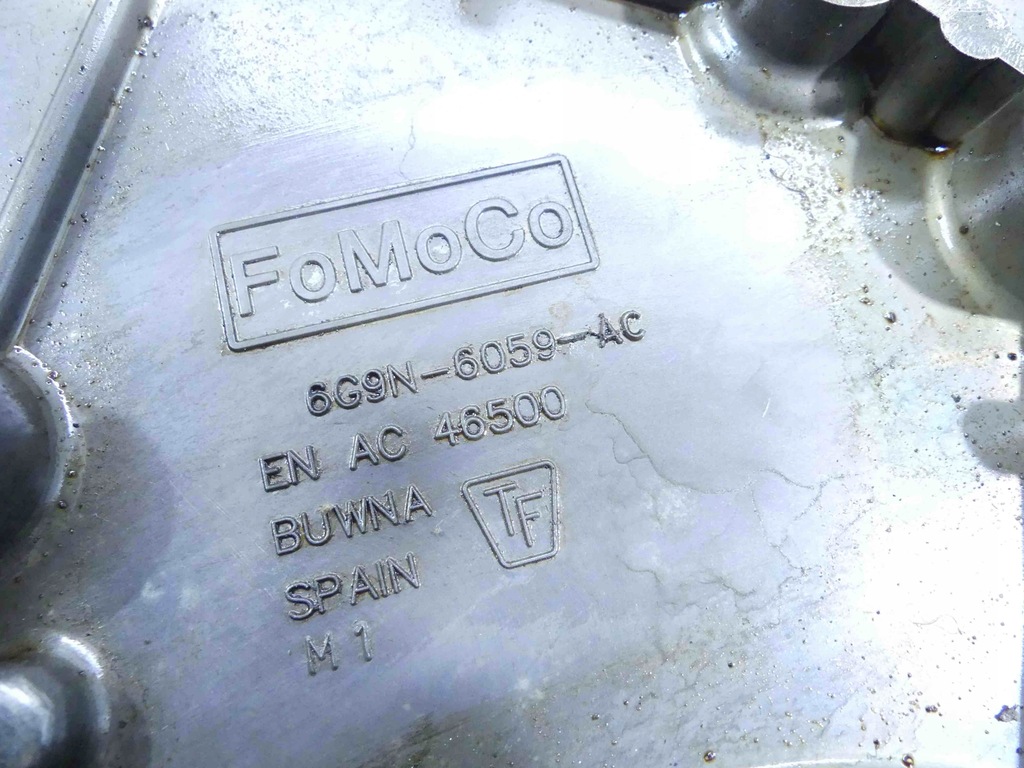 FoMoCo
6G9N-6059-AC
EN AC 46500
BUWNA
TF
SPAIN
M 1